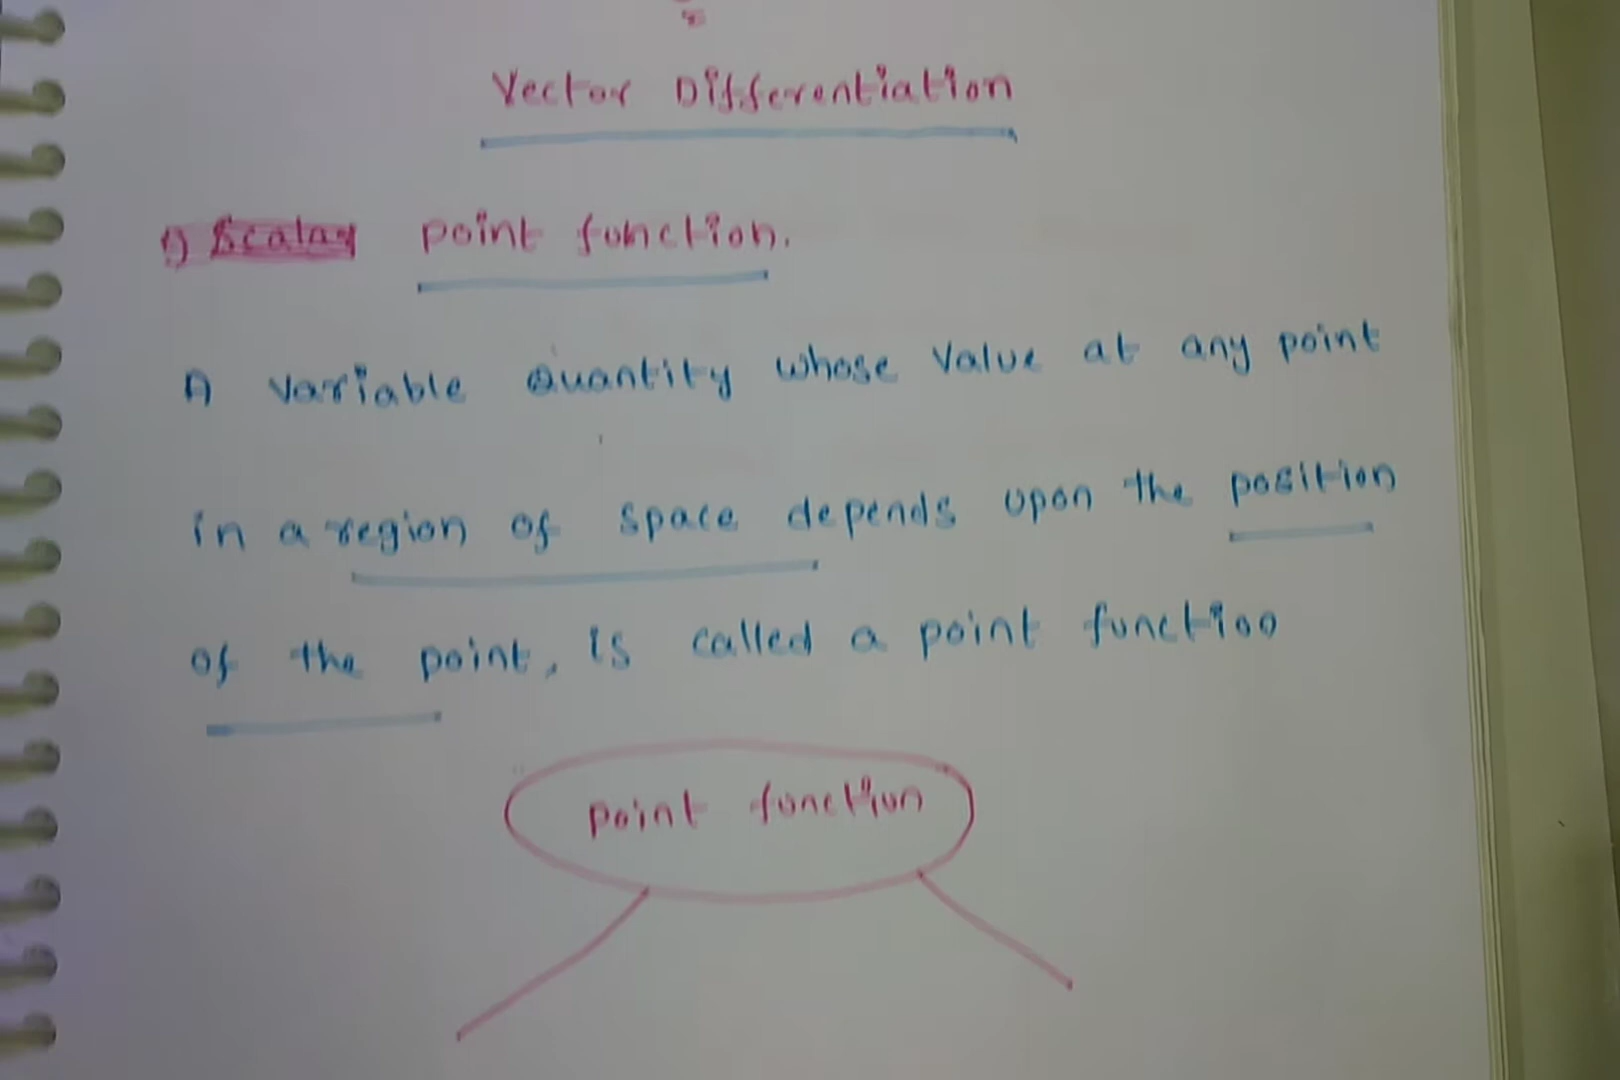 Vector Differentiation
1) Scalar point function.
A variable Quantity whose value at any point
in a region of space depends upon the position
of the point, is called a point function
point function